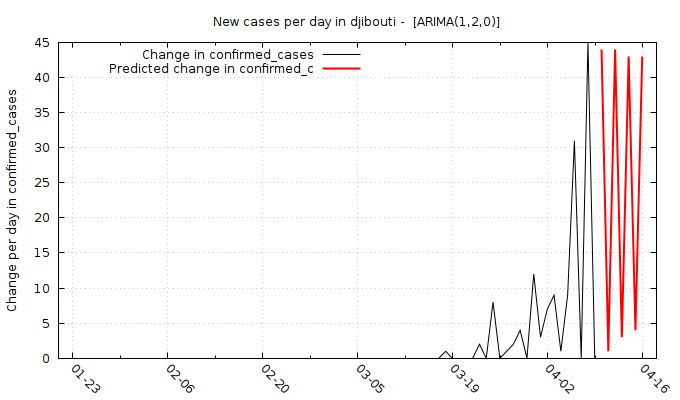 New cases per day in djibouti -  [ARIMA(1,2,0)]
Change in confirmed_cases
Predicted change in confirmed_c
Change per day in confirmed_cases
45
40
35
30
25
20
15
10
5
0
01-23 02-06 02-20 03-05 03-19 04-02 04-16